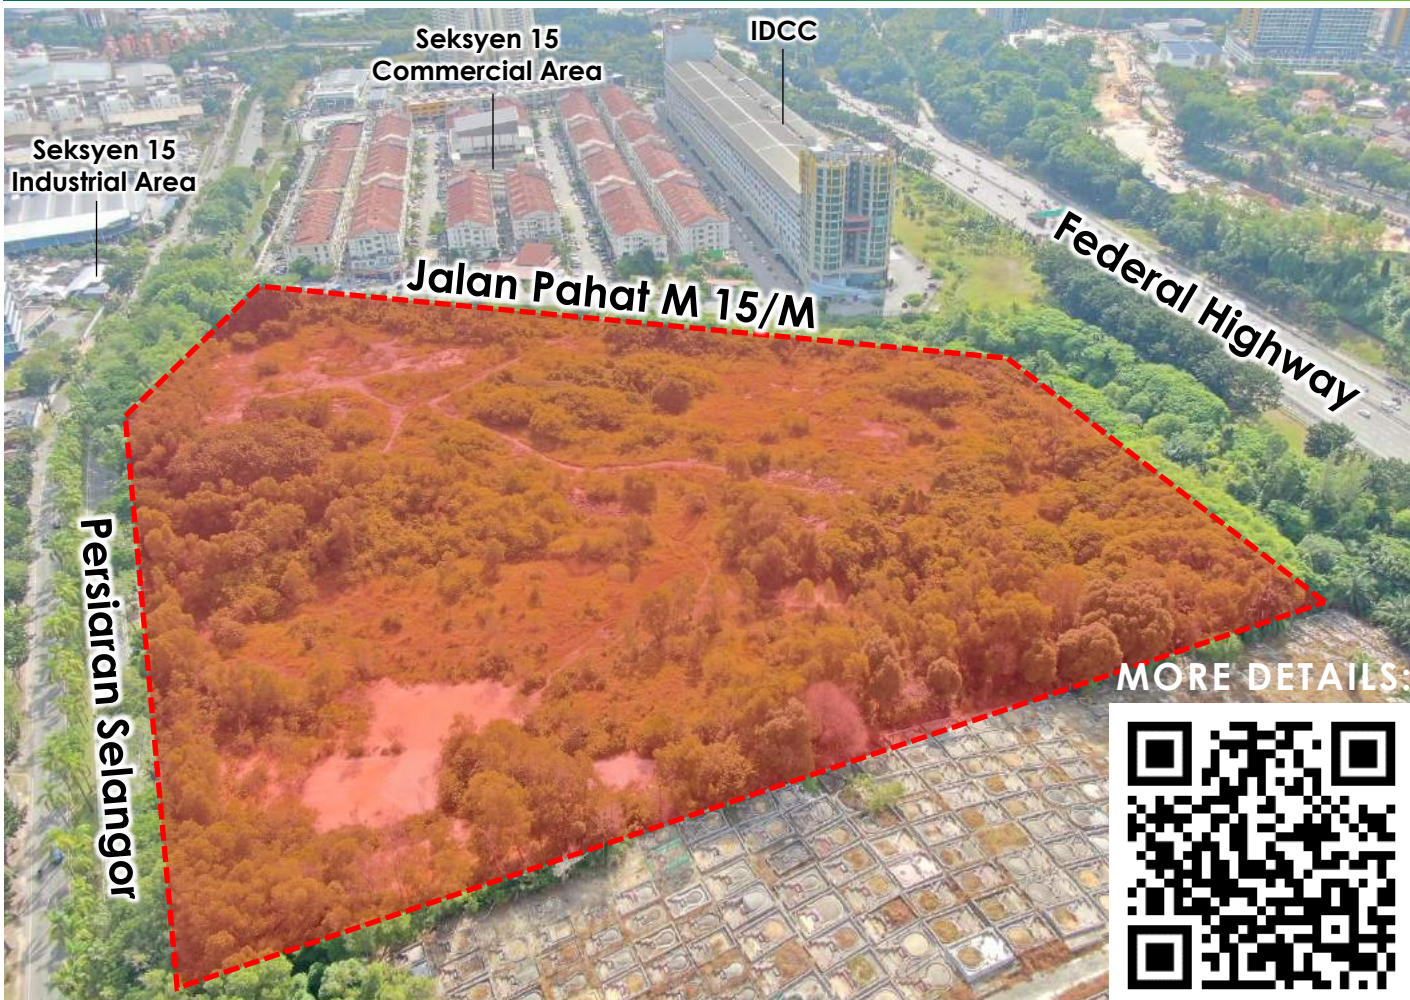 Seksyen 15
Commercial Area
IDCC
Seksyen 15
Industrial Area
Jalan Pahat M 15/M
Federal Highway
Persiaran Selangor
MORE DETAILS: